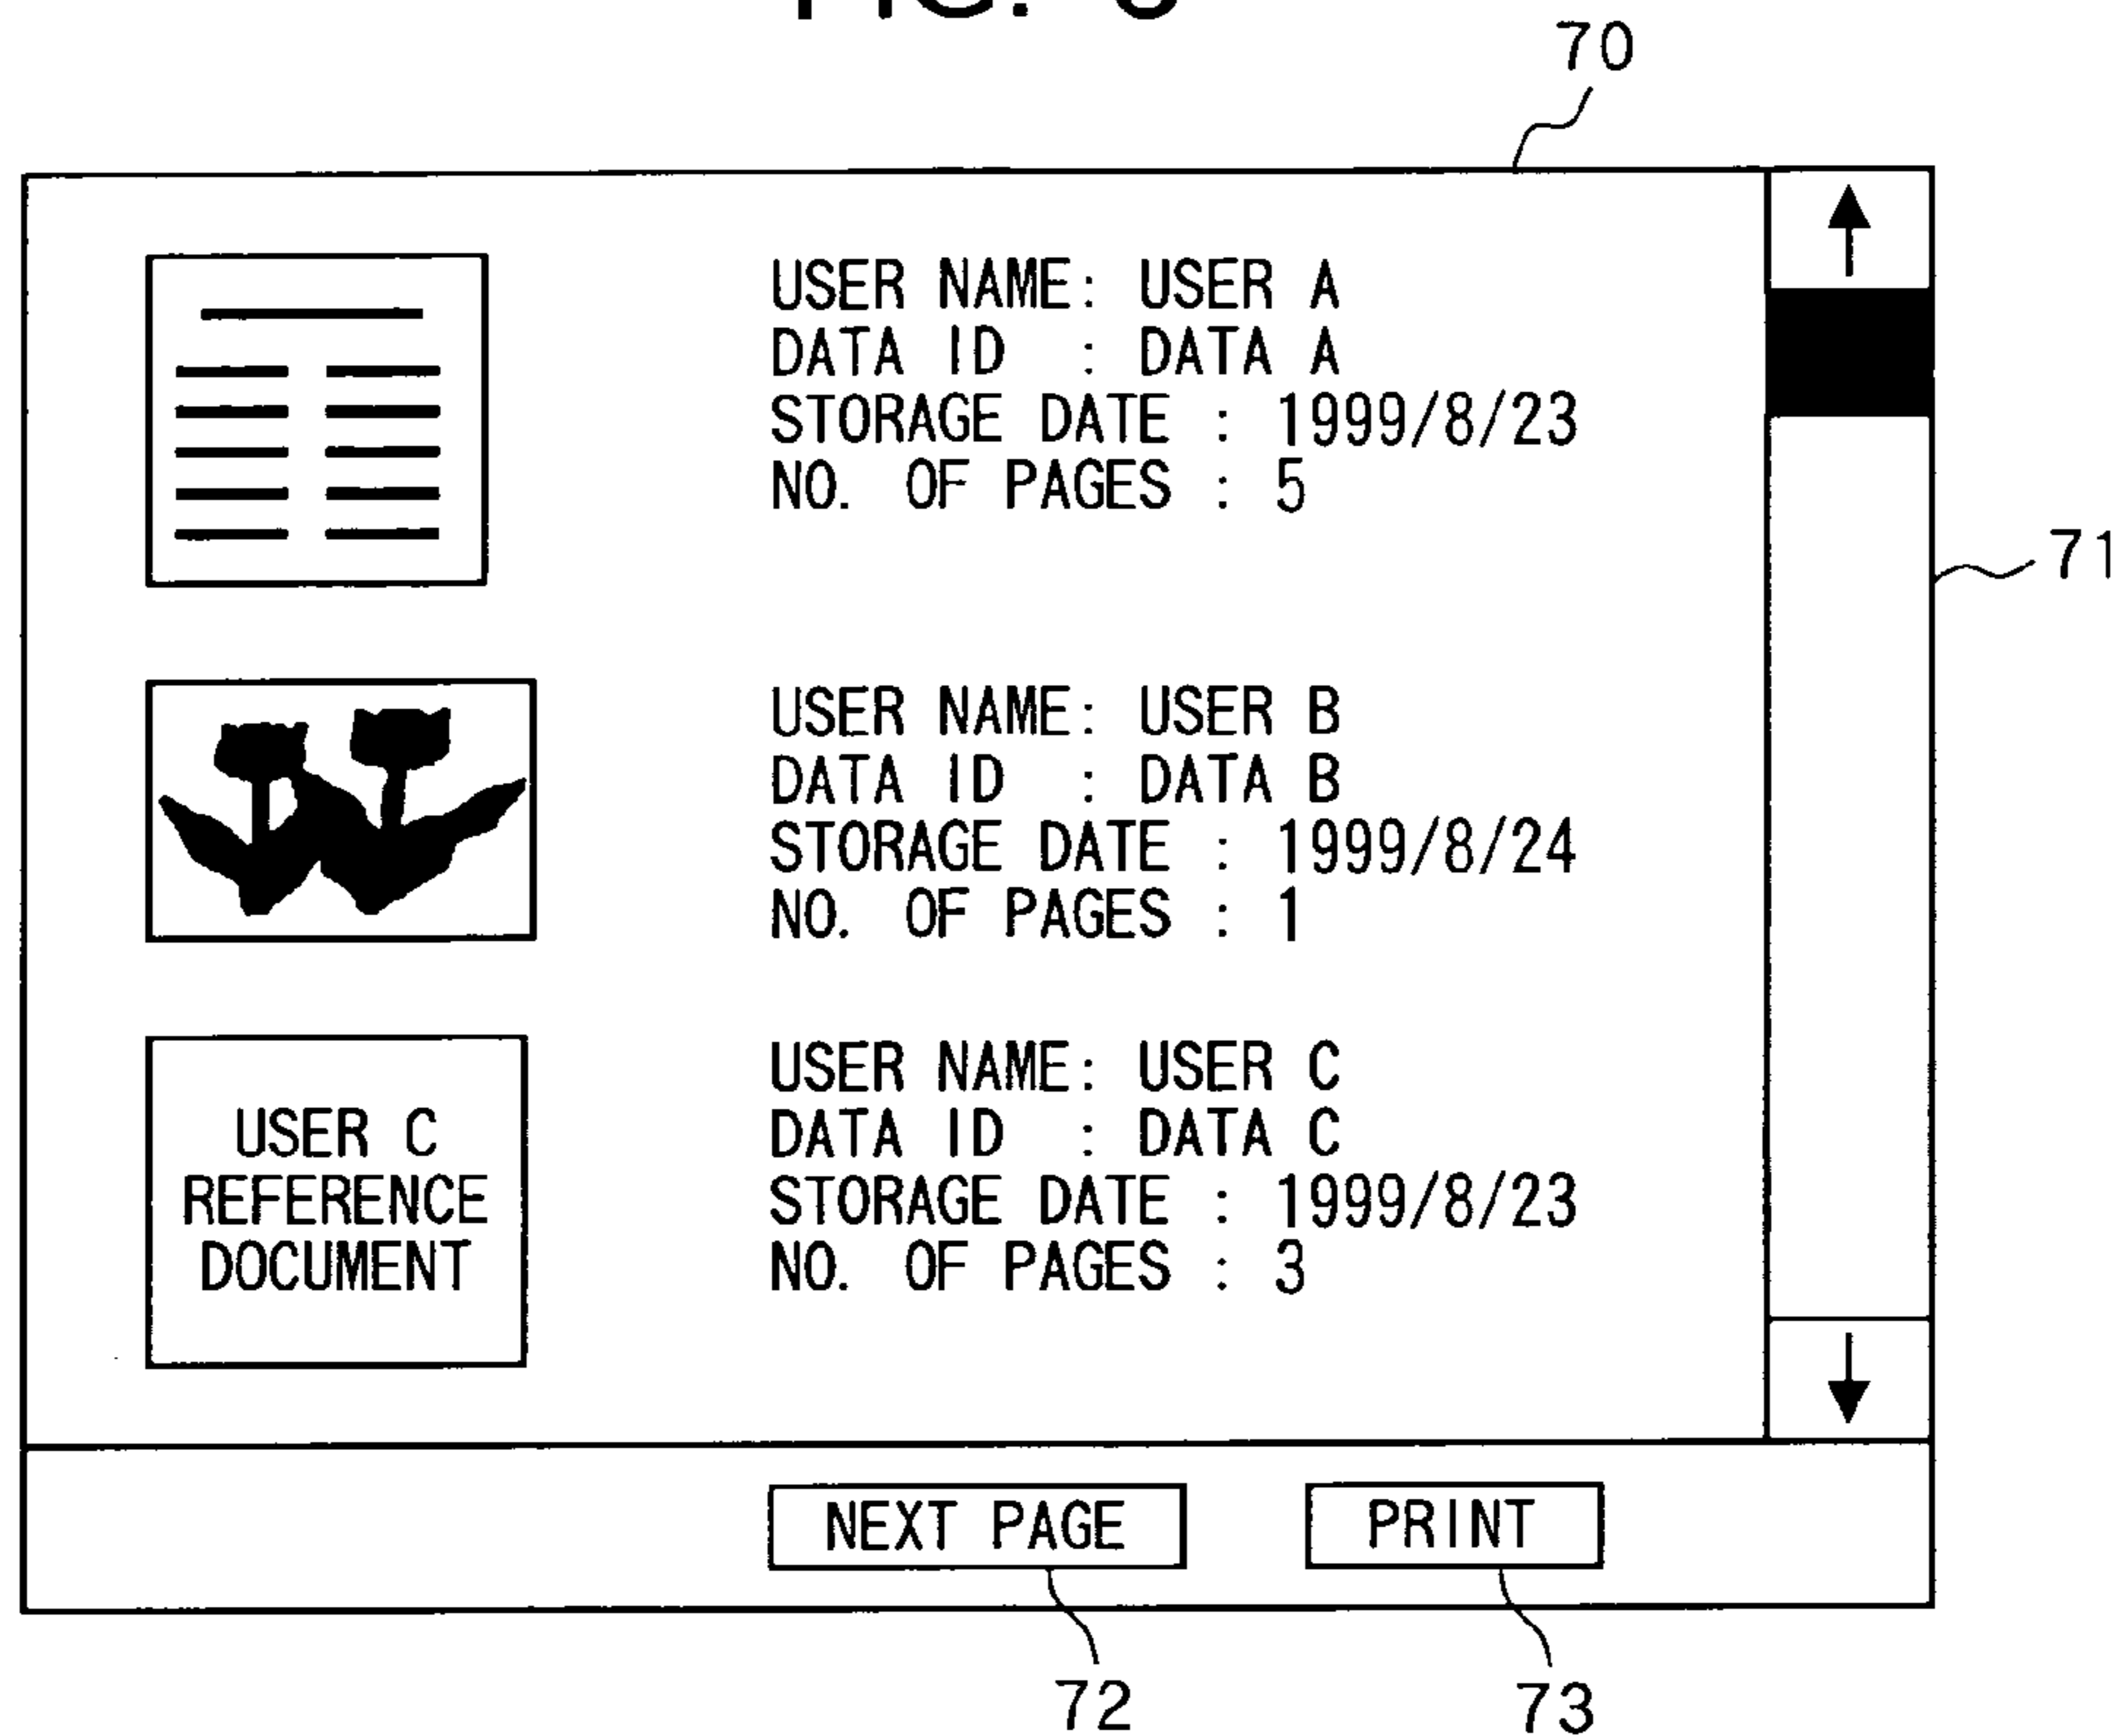 FIG.
70
USER NAME: USER A
DATA ID : DATA A
STORAGE DATE : 1999/8/23
NO. OF PAGES : 5
71
USER NAME: USER B
DATA ID : DATA B
STORAGE DATE : 1999/8/24
NO. OF PAGES : 1
USER C
REFERENCE
DOCUMENT
USER NAME: USER C
DATA ID : DATA C
STORAGE DATE : 1999/8/23
NO. OF PAGES : 3
NEXT PAGE
PRINT
72
73